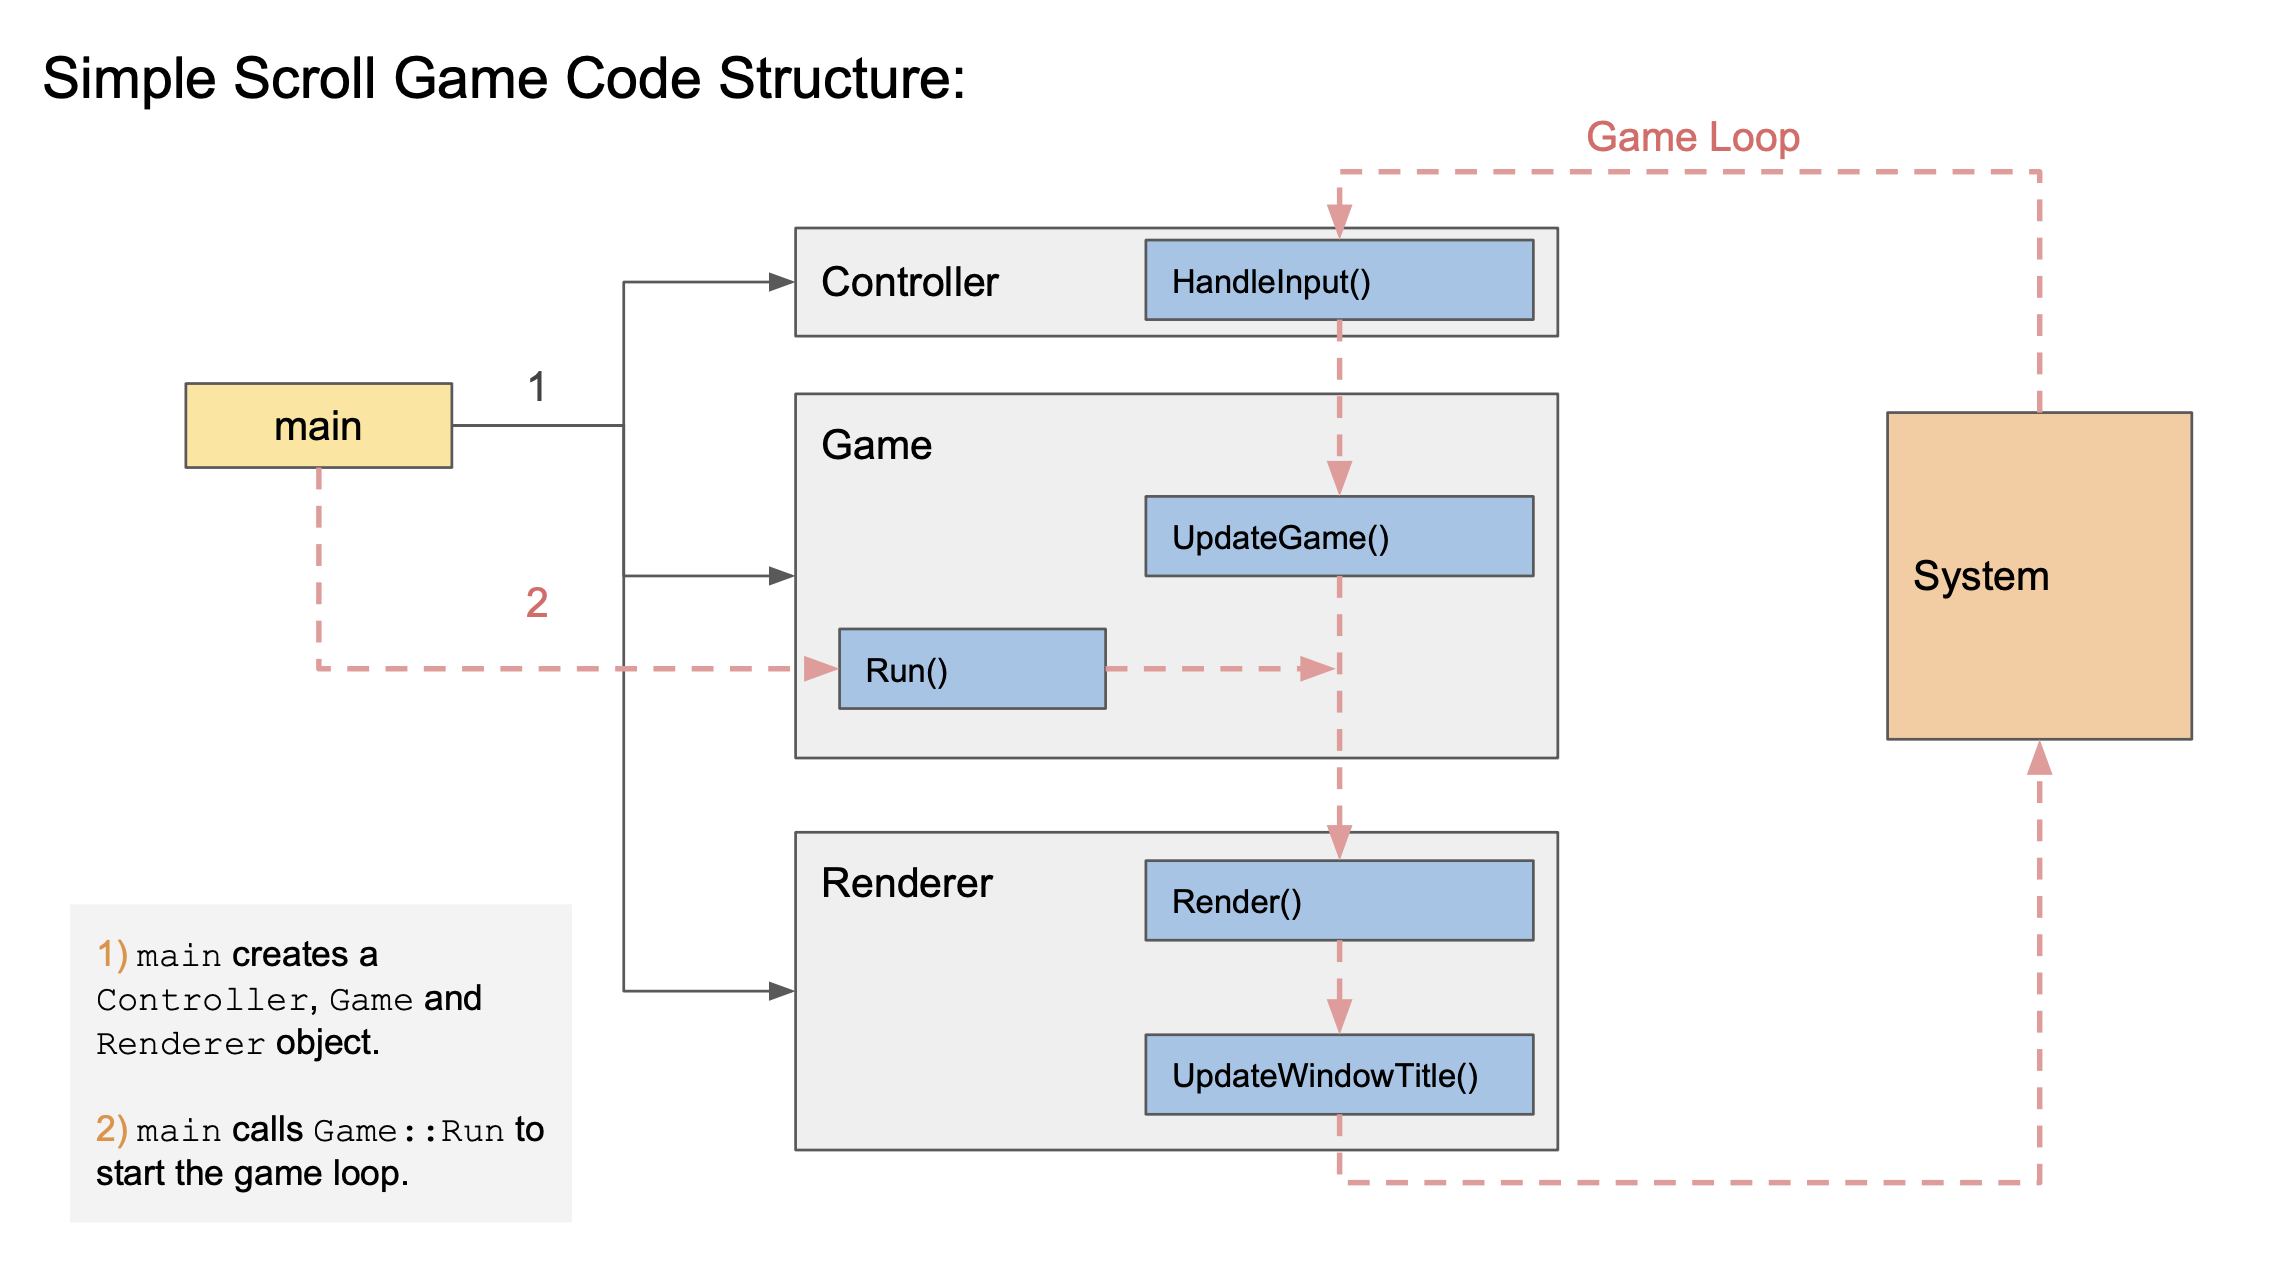 Simple Scroll Game Code Structure:
Game Loop
Controller
HandleInput()
1
main
Game
UpdateGame()
System
2
Run()
Renderer
Render()
UpdateWindowTitle()
1) main creates a
Controller, Game and
Renderer object.
2) main calls Game::Run to
start the game loop.